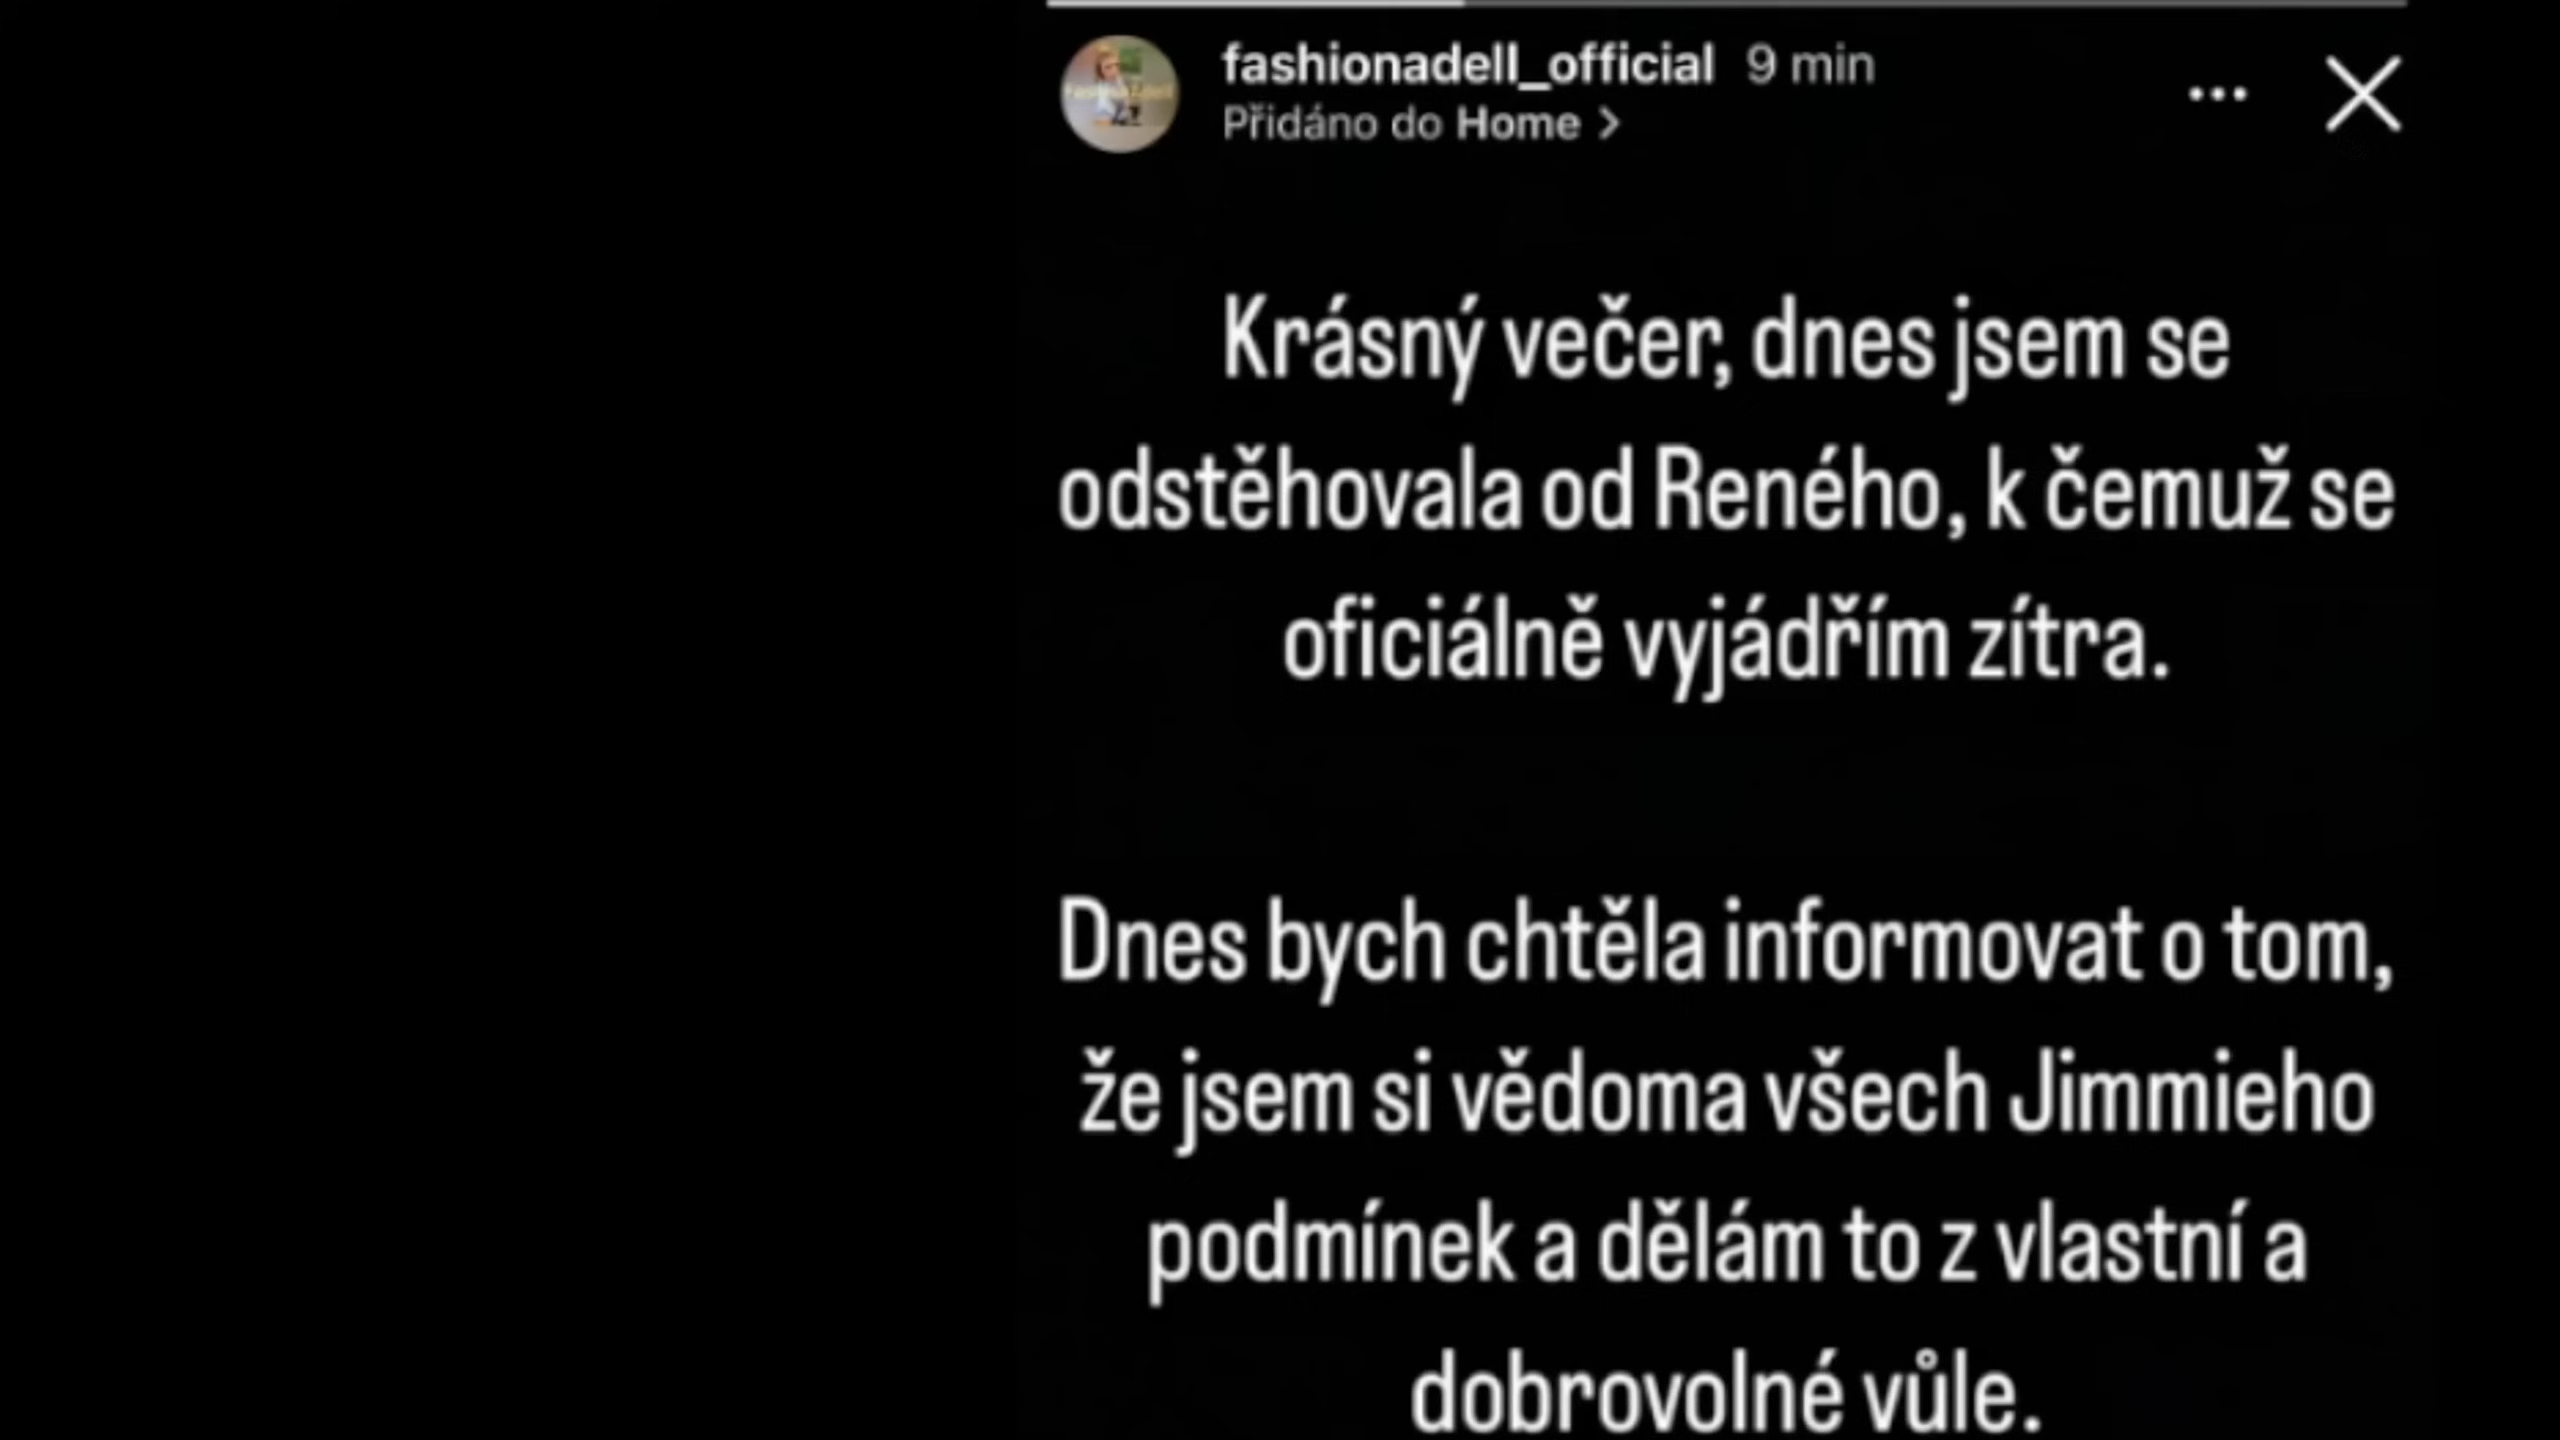 fashionadell_official 9 min
Přidáno do Home >
Krásný večer, dnes jsem se
odstěhovala od Reného, k čemuž se
oficiálně vyjádřím zítra.
Dnes bych chtěla informovat o tom,
že jsem si vědoma všech Jimmieho
podmínek a dělám to z vlastní a
dobrovolné vůle.